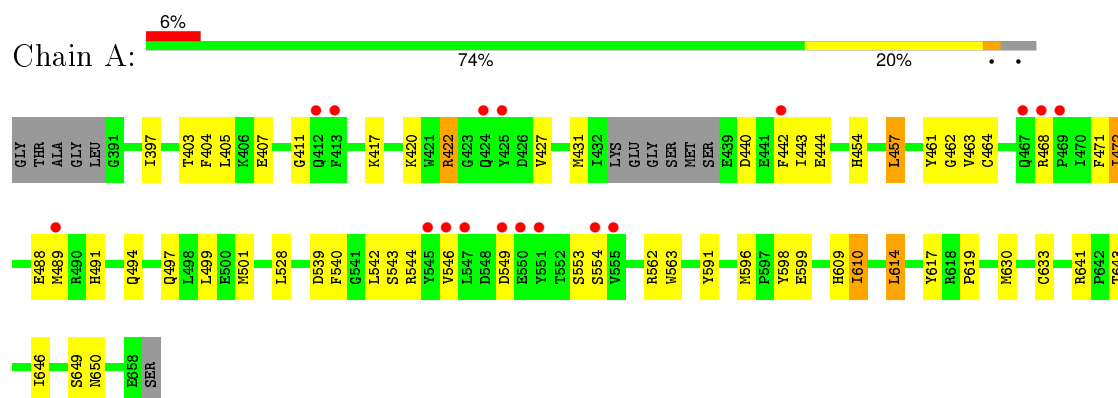 6%
Chain A:
74% 20% • •
GLY THR ALA GLY LEU G391 I397 T403 F404 L405 K406 E407 G411 Q412 F413 K417 K420 W421 R422 G423 Q424 Y425 D426 V427 M431 I432 LYS GLU GLY SER MET SER E439 D440 E441 F442 I443 E444 H454 L457 Y461 G462 V463 C464 Q467 R468 P469 I470 F471
E488 M489 R490 H491 Q494 Q497 L498 L499 E500 M501 L528 D539 F540 G541 L542 S543 R544 Y545 V546 L547 D548 D549 E550 Y551 T552 S553 S554 V555 R562 W563 Y591 M596 P597 Y598 E599 H609 I610 L614 Y617 R618 P619 M630 C633 R641 P642 T643
I646 S649 N650 E658 SER